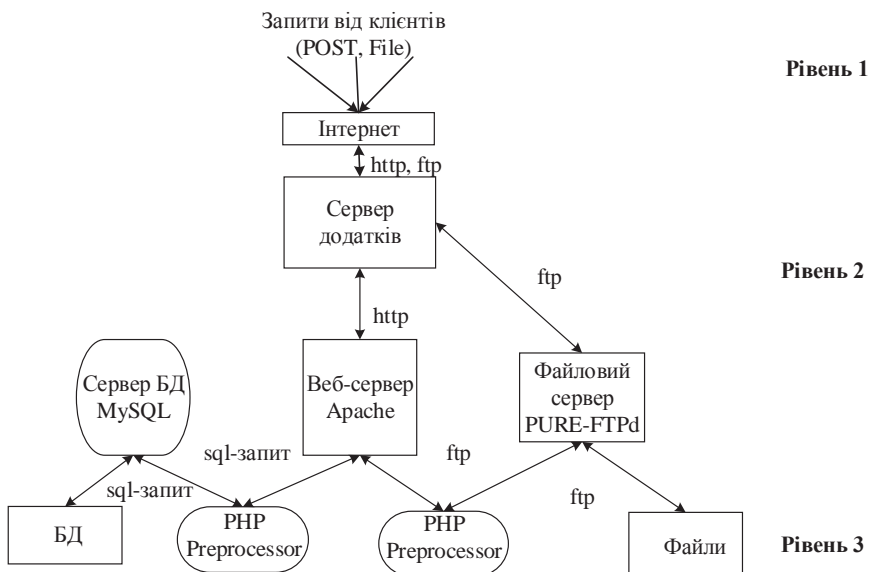 Запити від клієнтів
(POST, File)
Рівень 1
Інтернет
http, ftp
Сервер
додатків
Рівень 2
ftp
http
Сервер БД
MySQL
Веб-сервер
Apache
Файловий
сервер
PURE-FTPd
sql-запит
ftp
sql-запит
ftp
БД
PHP
Preprocessor
PHP
Preprocessor
Файли
Рівень 3